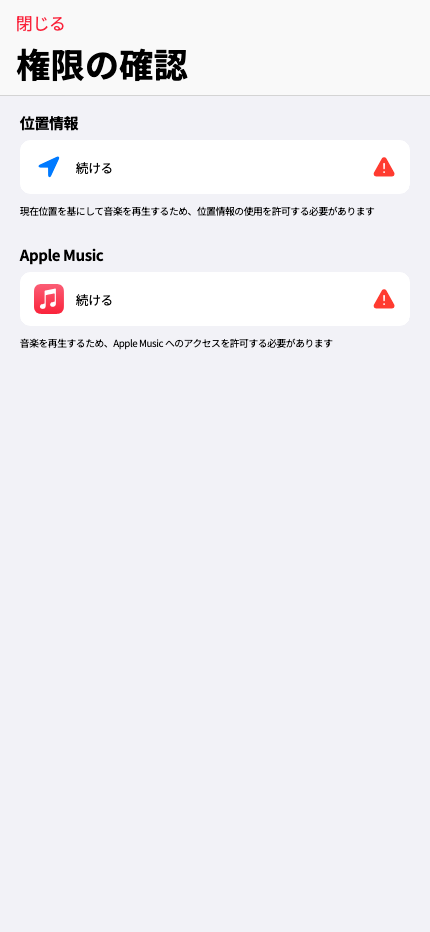 閉じる
権限の確認
位置情報
続ける
現在位置を基にして音楽を再生するため、位置情報の使用を許可する必要があります
Apple Music
続ける
音楽を再生するため、Apple Music へのアクセスを許可する必要があります